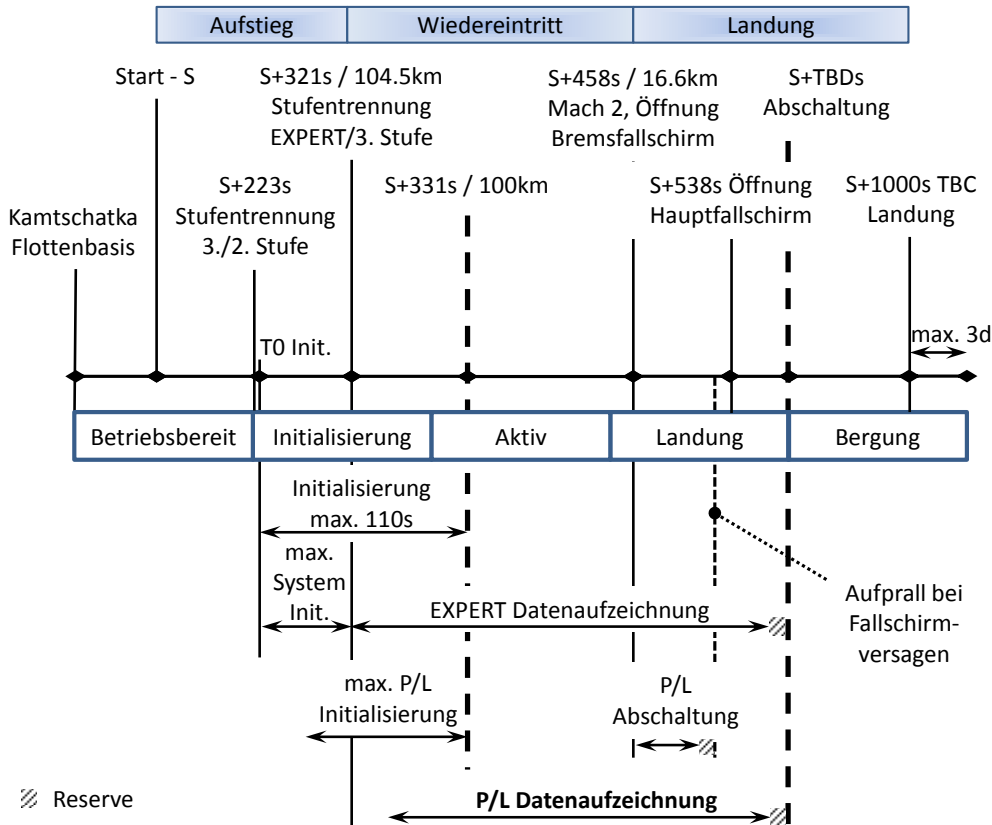 Aufstieg
Wiedereintritt
Landung
Start - S
S+321s / 104.5km
Stufentrennung
EXPERT/3. Stufe
S+458s / 16.6km
Mach 2, Öffnung
Bremsfallschirm
S+TBDs
Abschaltung
Kamtschatka
Flottenbasis
S+223s
Stufentrennung
3./2. Stufe
S+331s / 100km
S+538s Öffnung
Hauptfallschirm
S+1000s TBC
Landung
T0 Init.
max. 3d
Betriebsbereit
Initialisierung
Aktiv
Landung
Bergung
Initialisierung
max. 110s
max.
System
Init.
EXPERT Datenaufzeichnung
Aufprall bei
Fallschirm-
versagen
max. P/L
Initialisierung
P/L
Abschaltung
Reserve
P/L Datenaufzeichnung